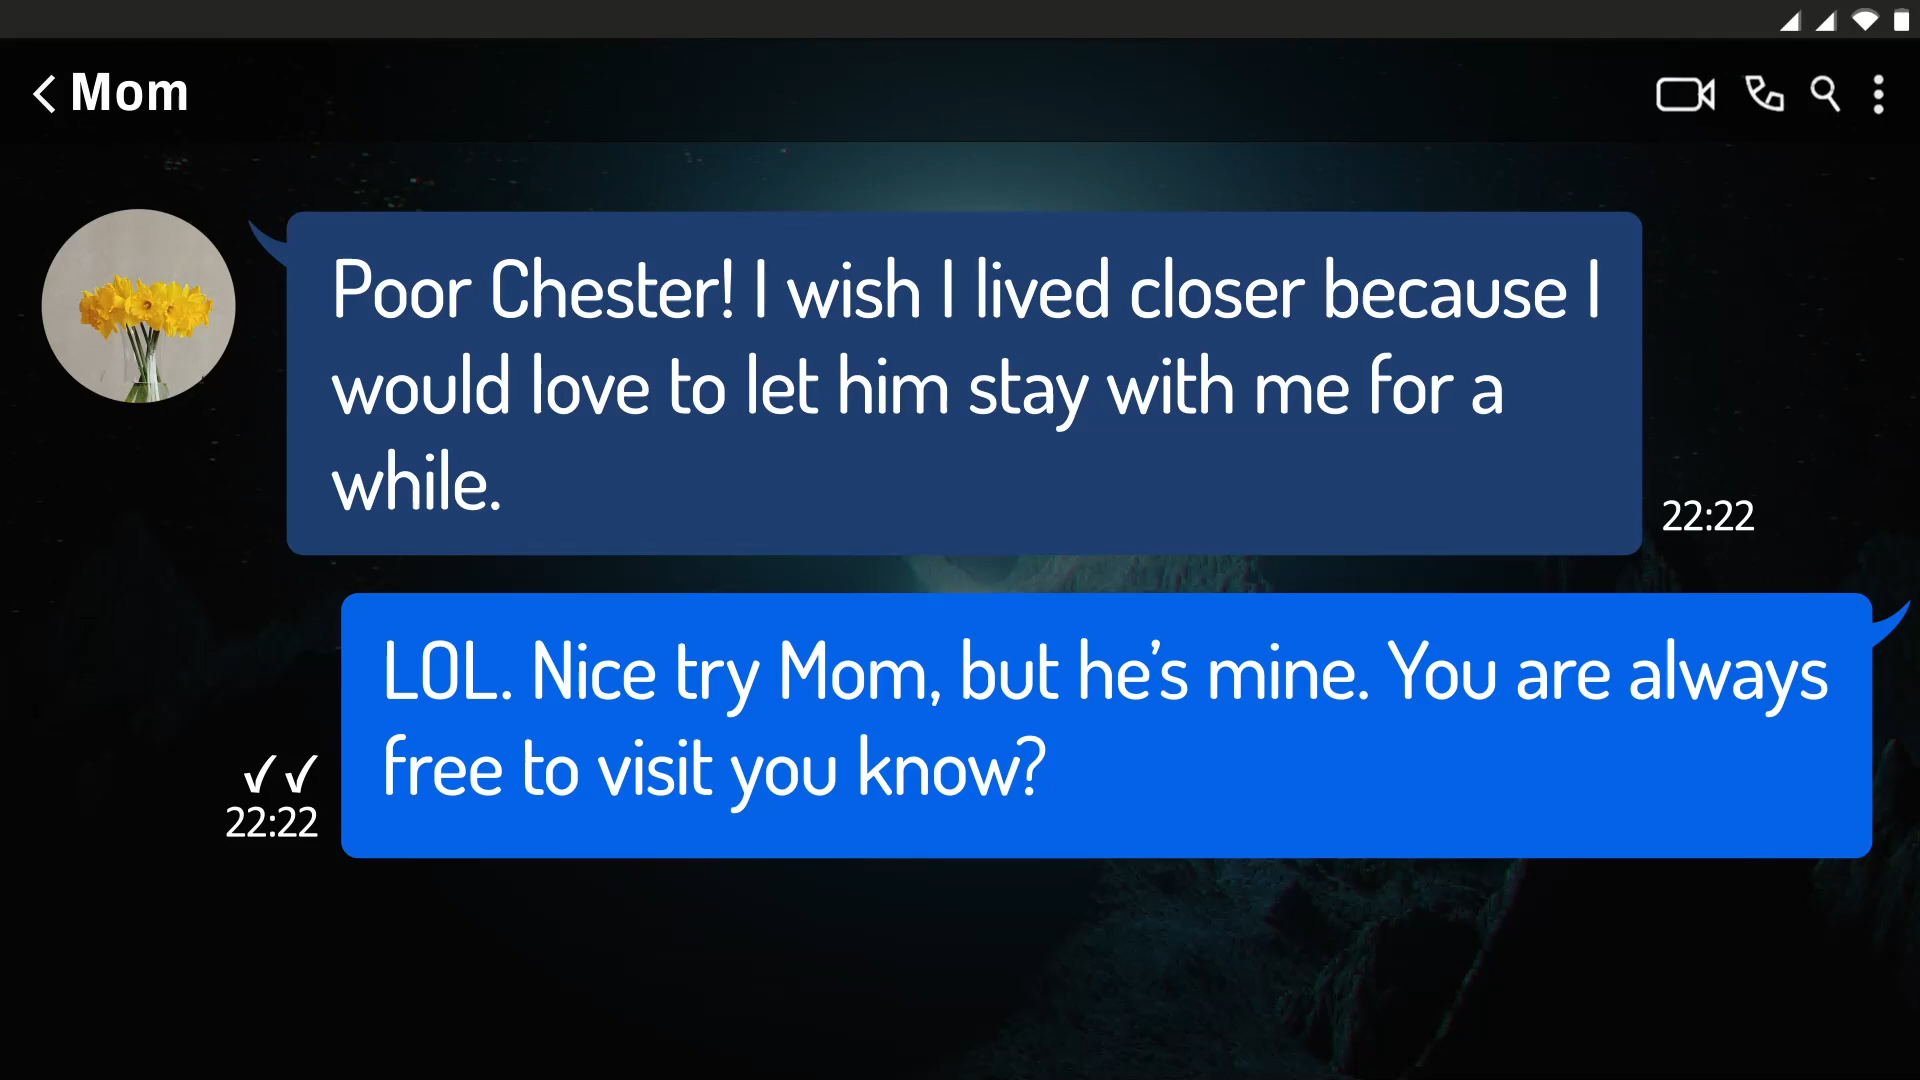 Mom
Poor Chester! I wish I lived closer because I
would love to let him stay with me for a
while.
22:22
LOL. Nice try Mom, but he’s mine. You are always
free to visit you know?
22:22